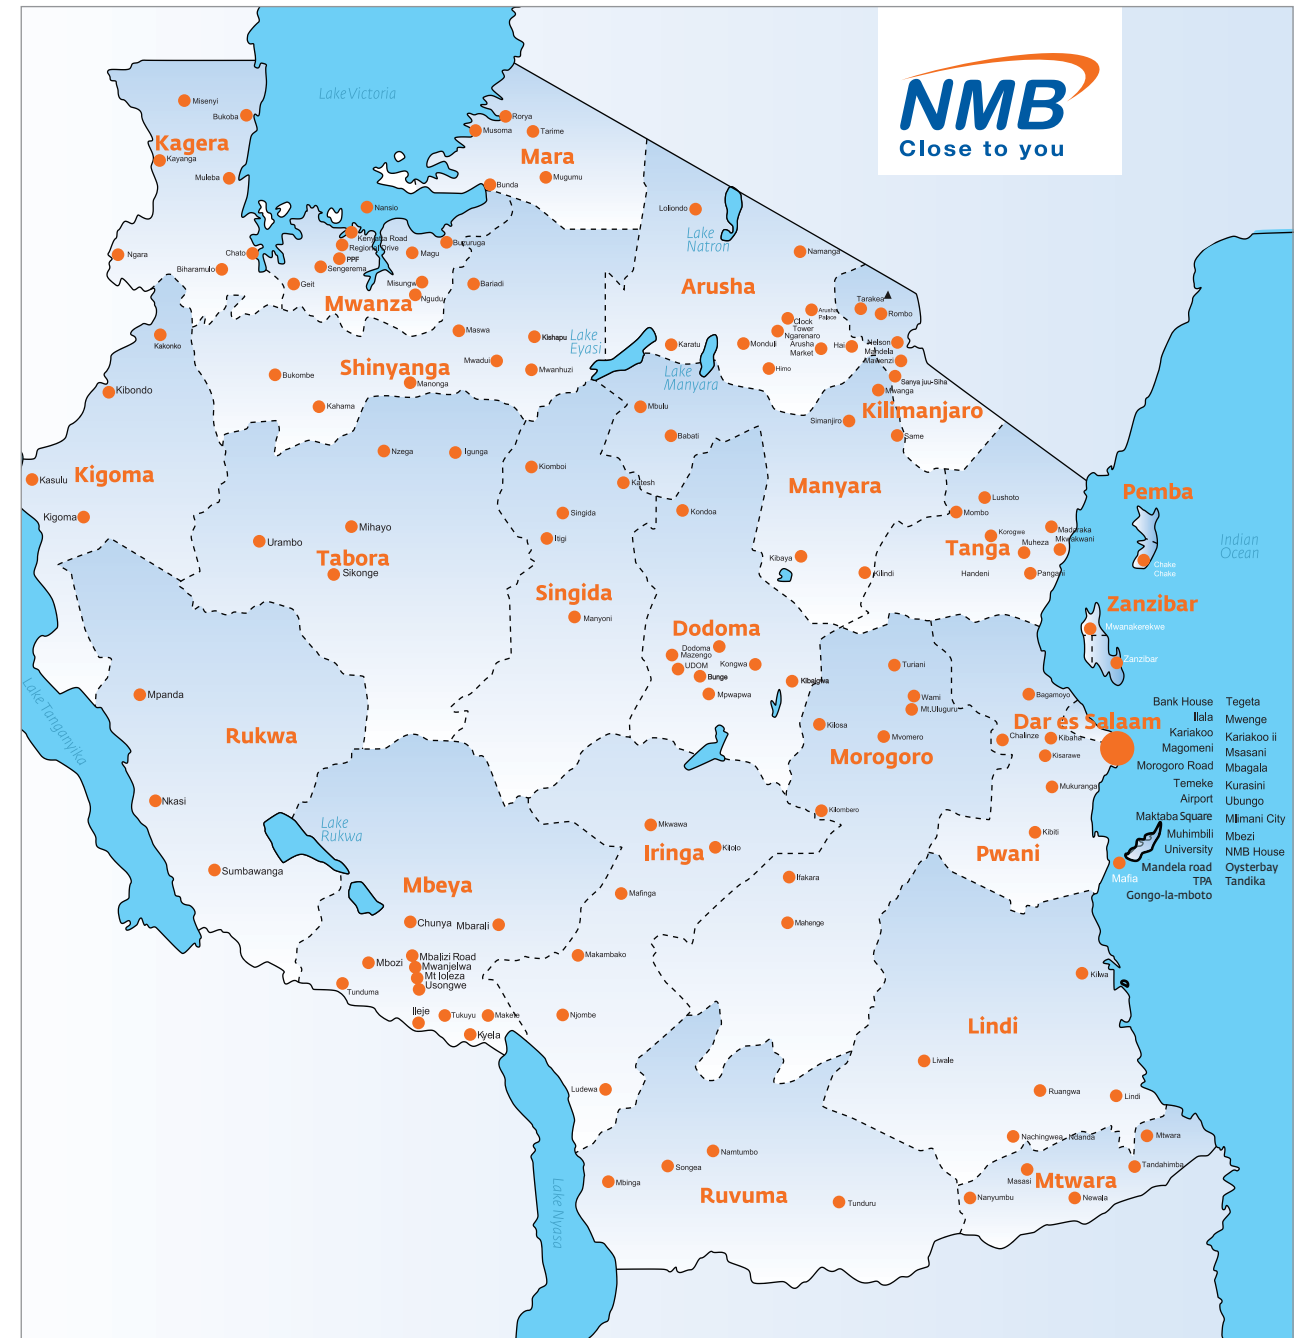 NMB
Close to you
Lake Victoria
Misenyi
Bukoba
Kagera
Kayanga
Muleba
Ngara
Chato
Biharamulo
Rorya
Musoma
Tarime
Mara
Mugumu
Bunda
Nansio
Kenyatta Road
Regional Drive
PPF
Sengerema
Geit
Magu
Buzuruga
Misungwi
Ngudu
Mwanza
Bariadi
Maswa
Kishapu
Lake
Eyasi
Mwadui
Mwanhuzi
Shinyanga
Bukombe
Manonga
Kahama
Loliondo
Lake
Natron
Namanga
Arusha
Tarakea
Rombo
Arusha
Palace
Clock
Tower
Ngarenaro
Arusha
Market
Monduli
Karatu
Himo
Hai
Nelson
Mandela
Mawenzi
Sanya juu-Siha
Mwanga
Kilimanjaro
Simanjiro
Same
Lake
Manyara
Mbulu
Babati
Kakonko
Kibondo
Kasulu
Kigoma
Kigoma
Nzega
Igunga
Mihayo
Urambo
Tabora
Sikonge
Kiomboi
Katesh
Singida
Itigi
Singida
Manyoni
Kondoa
Manyara
Kibaya
Kilindi
Lushoto
Mombo
Korogwe
Madaraka
Mkwakwani
Muheza
Tanga
Handeni
Pangani
Pemba
Chake
Chake
Indian
Ocean
Zanzibar
Mwanakerekwe
Zanzibar
Dodoma
Dodoma
Mazengo
UDOM
Bunge
Kongwa
Kibaigwa
Mpwapwa
Turiani
Wami
Mt.Uluguru
Kilosa
Mvomero
Morogoro
Kilombero
Bagamoyo
Dar es Salaam
Chalinze
Kibaha
Kisarawe
Mukuranga
Kibiti
Pwani
Bank House Tegeta
Ilala Mwenge
Kariakoo Kariakoo ii
Magomeni Msasani
Morogoro Road Mbagala
Temeke Kurasini
Airport Ubungo
Maktaba Square Mlimani City
Muhimbili Mbezi
University NMB House
Mandela road Oysterbay
TPA Tandika
Gongo-la-mboto
Mafia
Lake Tanganyika
Mpanda
Rukwa
Nkasi
Sumbawanga
Lake
Rukwa
Mbeya
Chunya
Mbarali
Mbozi
Mbalizi Road
Mwanjelwa
Mt loleza
Usongwe
Tunduma
Ileje
Tukuyu
Makete
Kyela
Mkwawa
Iringa
Kilolo
Mafinga
Makambako
Njombe
Ludewa
Ifakara
Mahenge
Kilwa
Lindi
Liwale
Ruangwa
Lindi
Nachingwea
Ndanda
Mtwara
Masasi
Tandahimba
Mtwara
Nanyumbu
Newala
Namtumbo
Songea
Mbinga
Ruvuma
Tunduru
Lake Nyasa